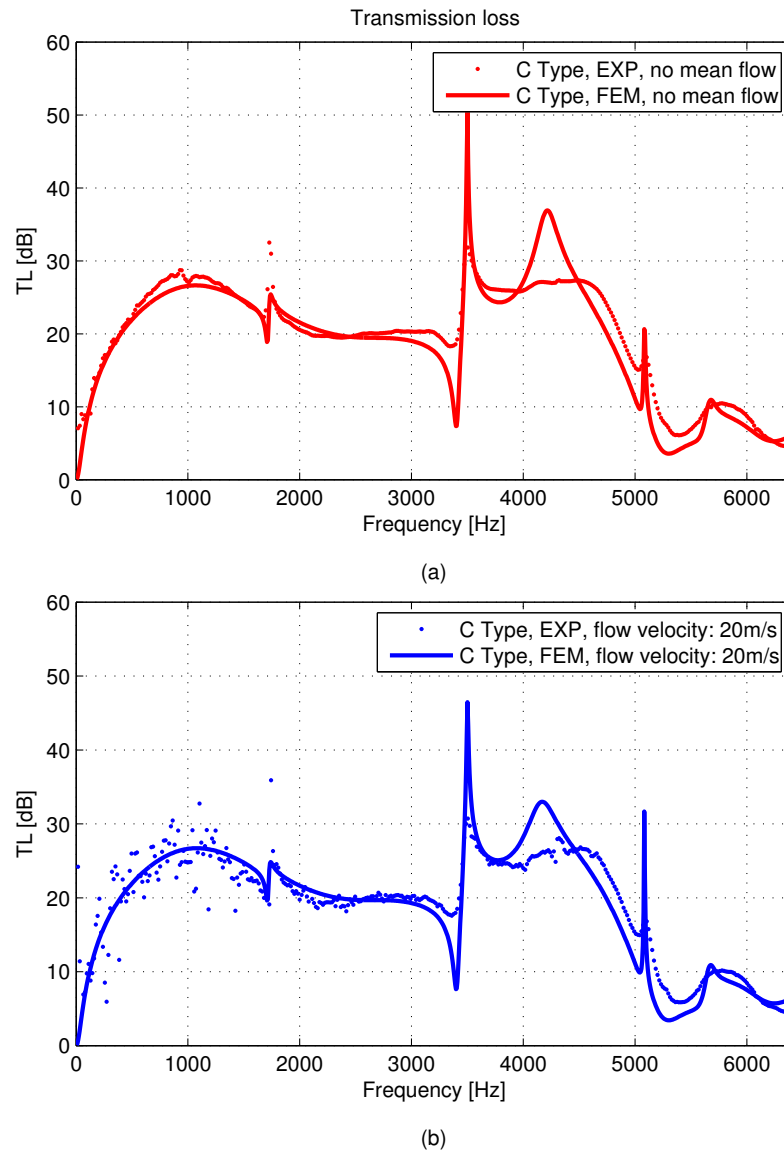 Transmission loss
60
50
40
30
20
10
0
TL [dB]
C Type, EXP, no mean flow
C Type, FEM, no mean flow
0 1000 2000 3000 4000 5000 6000
Frequency [Hz]
(a)
60
50
40
30
20
10
0
TL [dB]
C Type, EXP, flow velocity: 20m/s
C Type, FEM, flow velocity: 20m/s
0 1000 2000 3000 4000 5000 6000
Frequency [Hz]
(b)